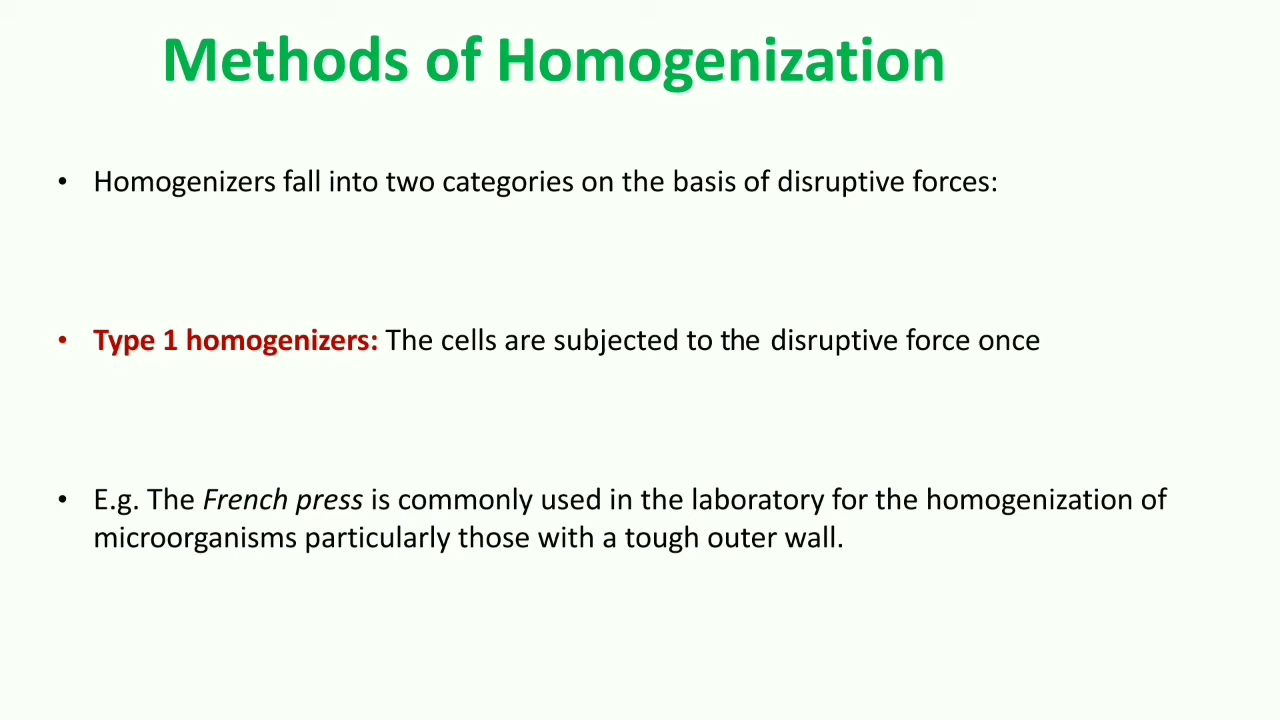 Methods of Homogenization
• Homogenizers fall into two categories on the basis of disruptive forces:
• Type 1 homogenizers: The cells are subjected to the disruptive force once
• E.g. The French press is commonly used in the laboratory for the homogenization of
microorganisms particularly those with a tough outer wall.